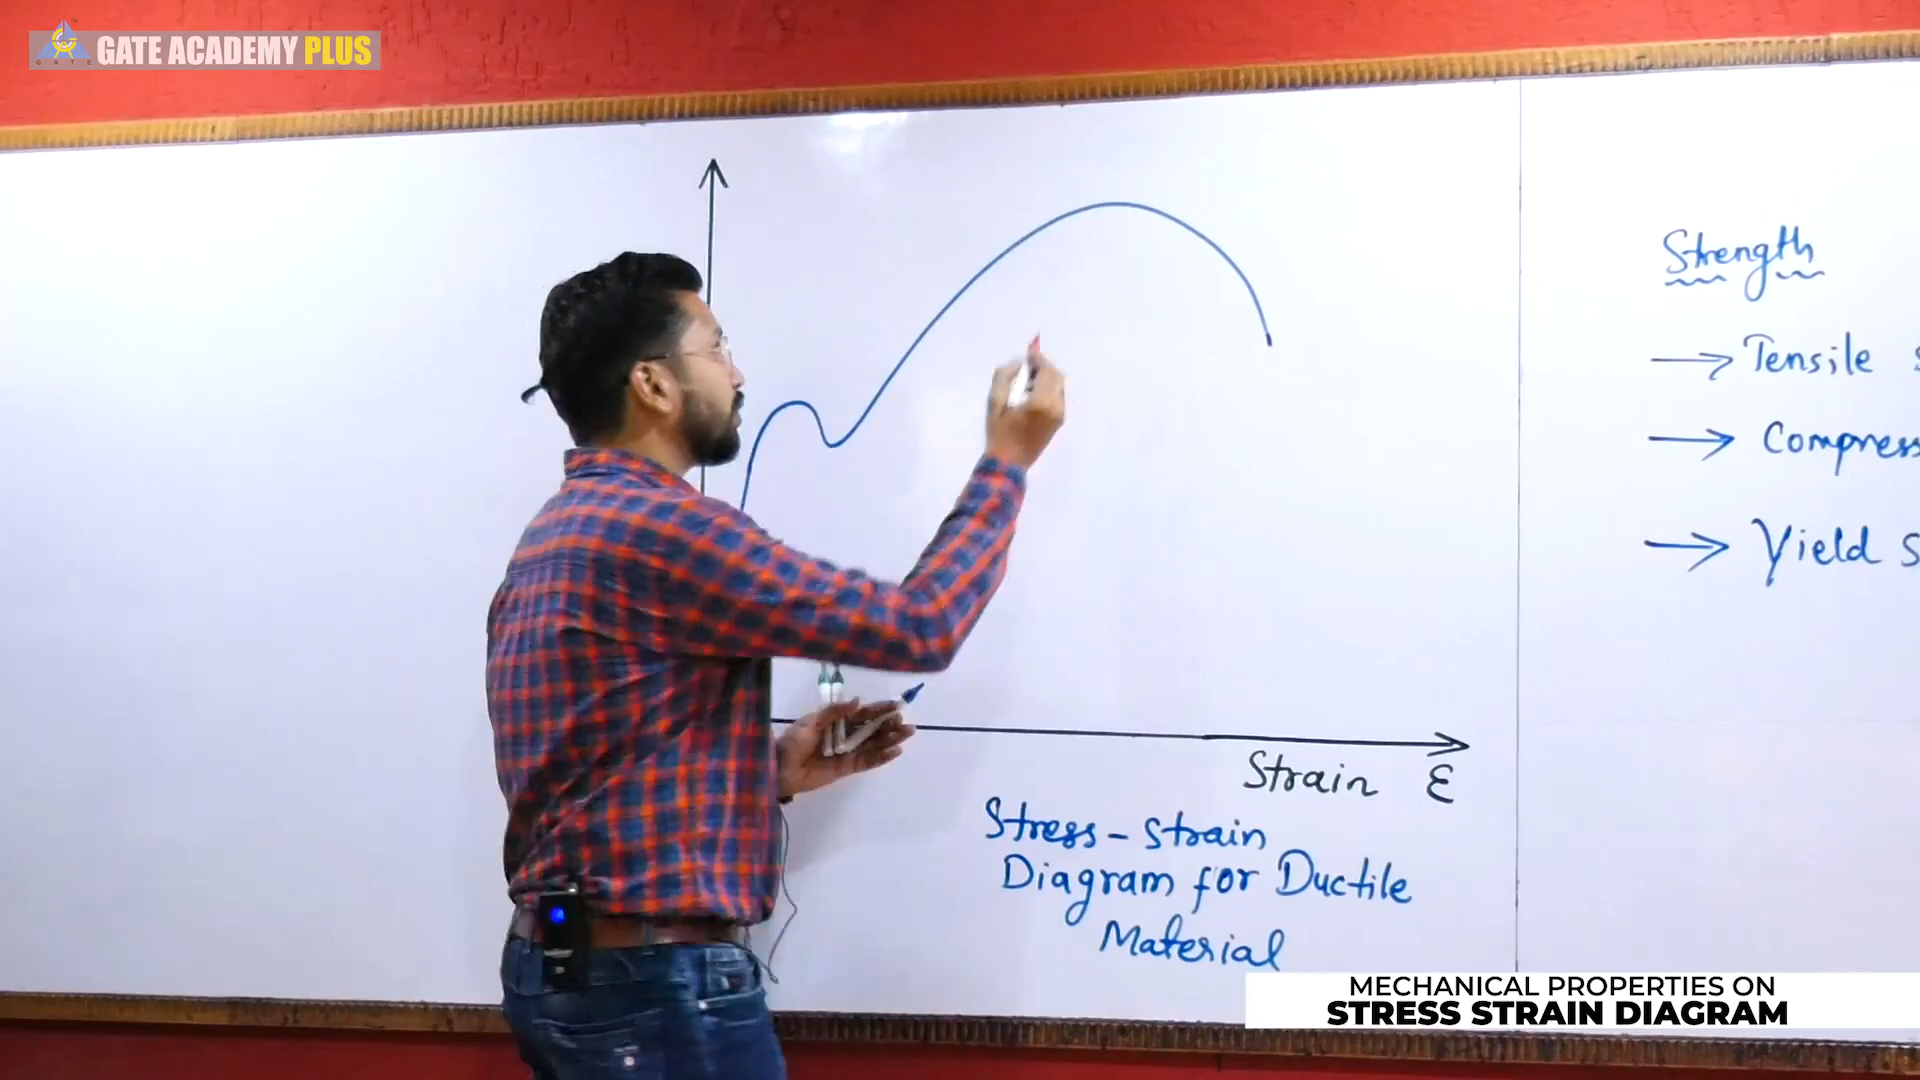 GATE
GATE ACADEMY PLUS
Strength
→ Tensile
→ Compress
→ Yield S
Strain ε
Stress - Strain
Diagram for Ductile
Material
MECHANICAL PROPERTIES ON
STRESS STRAIN DIAGRAM